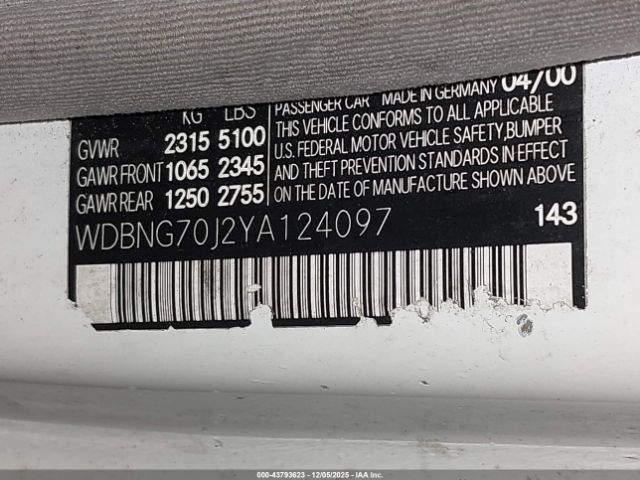 KG LBS
GVWR 2315 5100
GAWR FRONT 1065 2345
GAWR REAR 1250 2755
PASSENGER CAR MADE IN GERMANY 04/00
THIS VEHICLE CONFORMS TO ALL APPLICABLE
U.S. FEDERAL MOTOR VEHICLE SAFETY,BUMPER
AND THEFT PREVENTION STANDARDS IN EFFECT
ON THE DATE OF MANUFACTURE SHOWN ABOVE
WDBNG70J2YA124097
143
000-43793623 - 12/05/2025 - IAA, Inc.